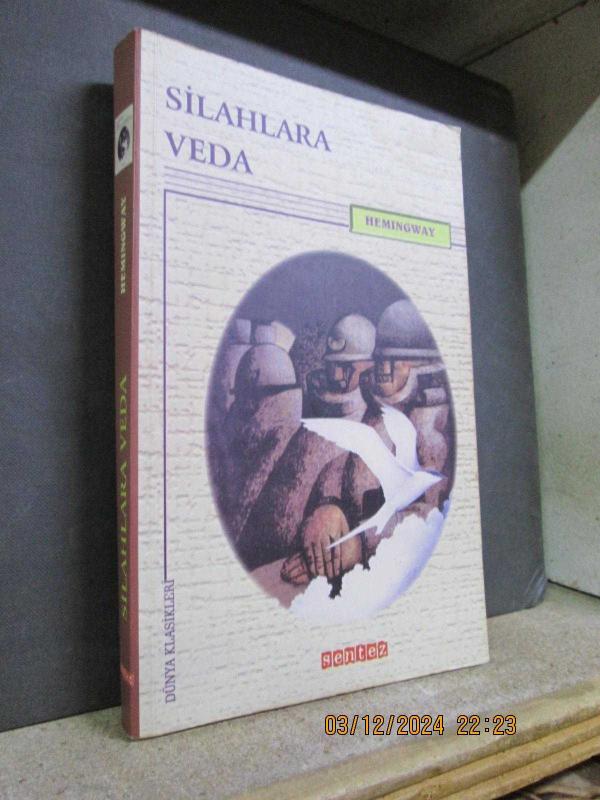 SİLAHLARA
VEDA
HEMINGWAY
DÜNYA KLASİKLERİ
sentez
HEMINGWAY
SİLAHLARA VEDA
03/12/2024 22:23